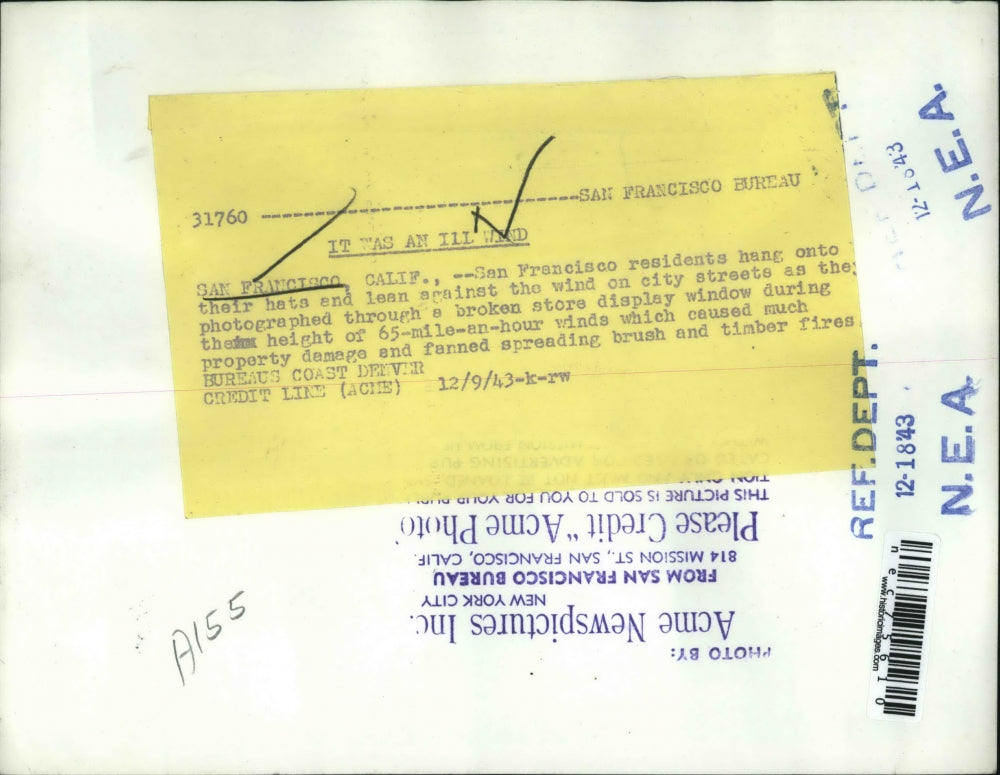 31760 -----------------------------------SAN FRANCISCO BUREAU
IT WAS AN ILL WIND
SAN FRANCISCO, CALIF., --San Francisco residents hang onto
their hats and lean against the wind on city streets as they
photographed through a broken store display window during
the height of 65-mile-an-hour winds which caused much
property damage and fanned spreading brush and timber fires
BUREAUS COAST DENVER
CREDIT LINE (ACME) 12/9/43-k-rw
PHOTO BY:
Acme Newspictures Inc.
NEW YORK CITY
FROM SAN FRANCISCO BUREAU
814 MISSION ST., SAN FRANCISCO, CALIF.
Please Credit "Acme Photo"
THIS PICTURE IS SOLD TO YOU FOR YOUR
A155
REF. DEPT.
12-18'43
N.E.A.
12-18'43
N.E.A.
www.historicimages.com